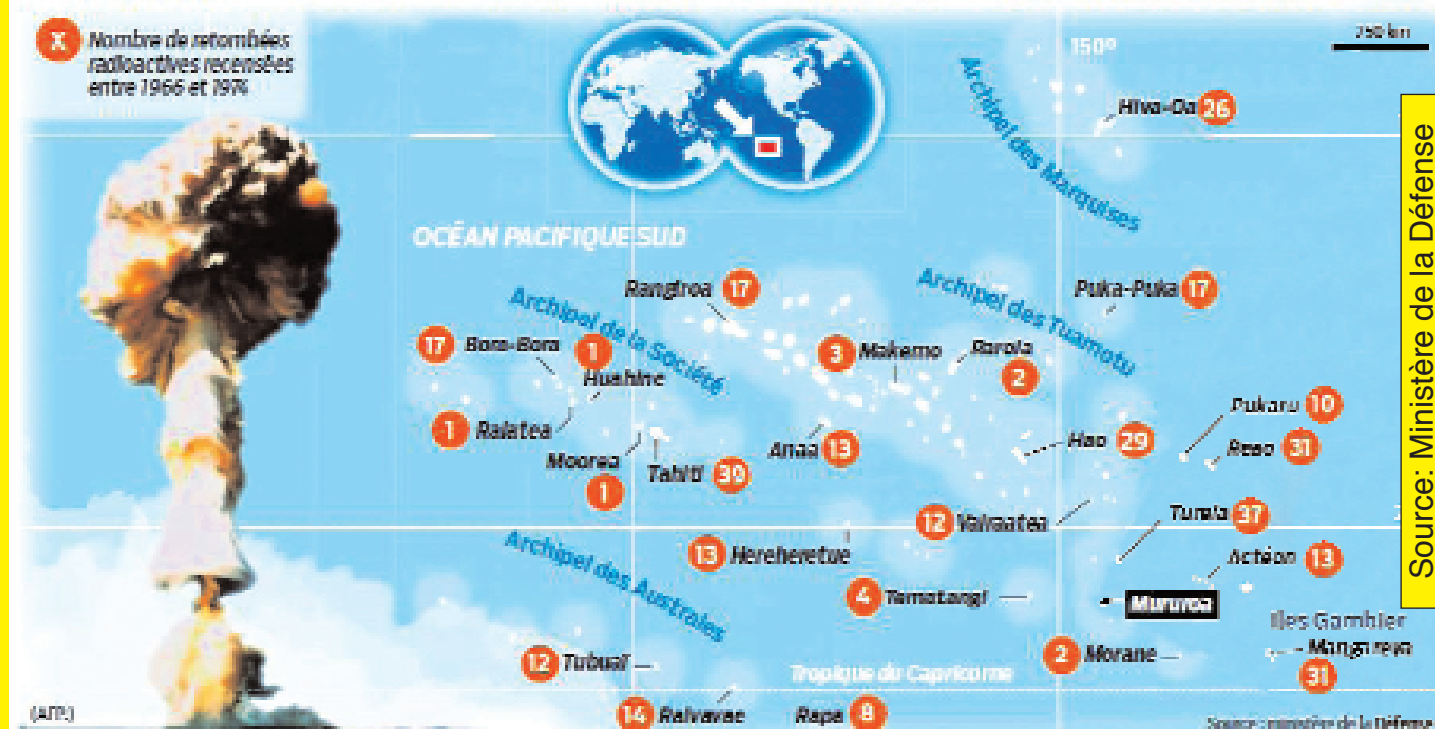 X Nombre de retombées
radioactives recensées
entre 1966 et 1974
150°
250 km
Archipel des Marquises
Hiva-Oa 26
OCÉAN PACIFIQUE SUD
Rangiroa 17
Archipel des Tuamotu
Puka-Puka 17
Archipel de la Société
17 Bora-Bora
1
Huahine
3 Makemo
2
1 Raiatea
Pukaru 10
Moorea
1
Tahiti 39
Anaa 13
Hao 29
Reao 31
12 Vairaatea
Tureia 37
13 Hereheretue
Actéon 13
Archipel des Australes
4 Tematangi
Mururoa
Iles Gambier
12 Tubuaï
2 Morane
Mangareva
31
Tropique du Capricorne
14 Raivavae
Rapa 8
(AFP.)
Source : ministère de la Défense
Source: Ministère de la Défense